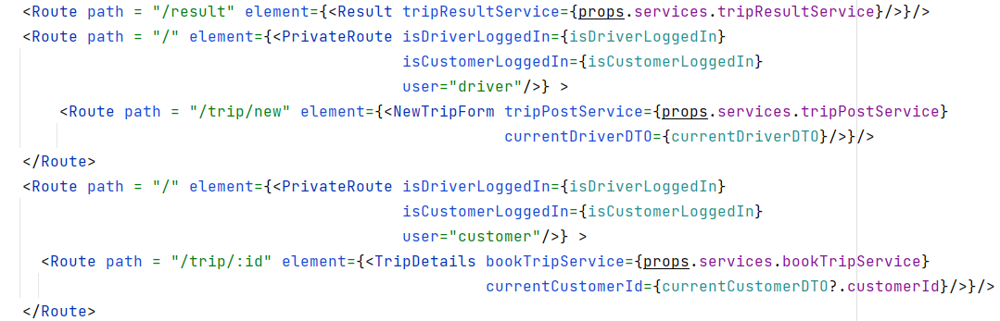 <Route path = "/result" element={<Result tripResultService={props.services.tripResultService}/>}/>
<Route path = "/" element={<PrivateRoute isDriverLoggedIn={isDriverLoggedIn}
isCustomerLoggedIn={isCustomerLoggedIn}
user="driver"/>} >
<Route path = "/trip/new" element={<NewTripForm tripPostService={props.services.tripPostService}
currentDriverDTO={currentDriverDTO}/>}/>
</Route>
<Route path = "/" element={<PrivateRoute isDriverLoggedIn={isDriverLoggedIn}
isCustomerLoggedIn={isCustomerLoggedIn}
user="customer"/>} >
<Route path = "/trip/:id" element={<TripDetails bookTripService={props.services.bookTripService}
currentCustomerId={currentCustomerDTO?.customerId}/>}/>
</Route>